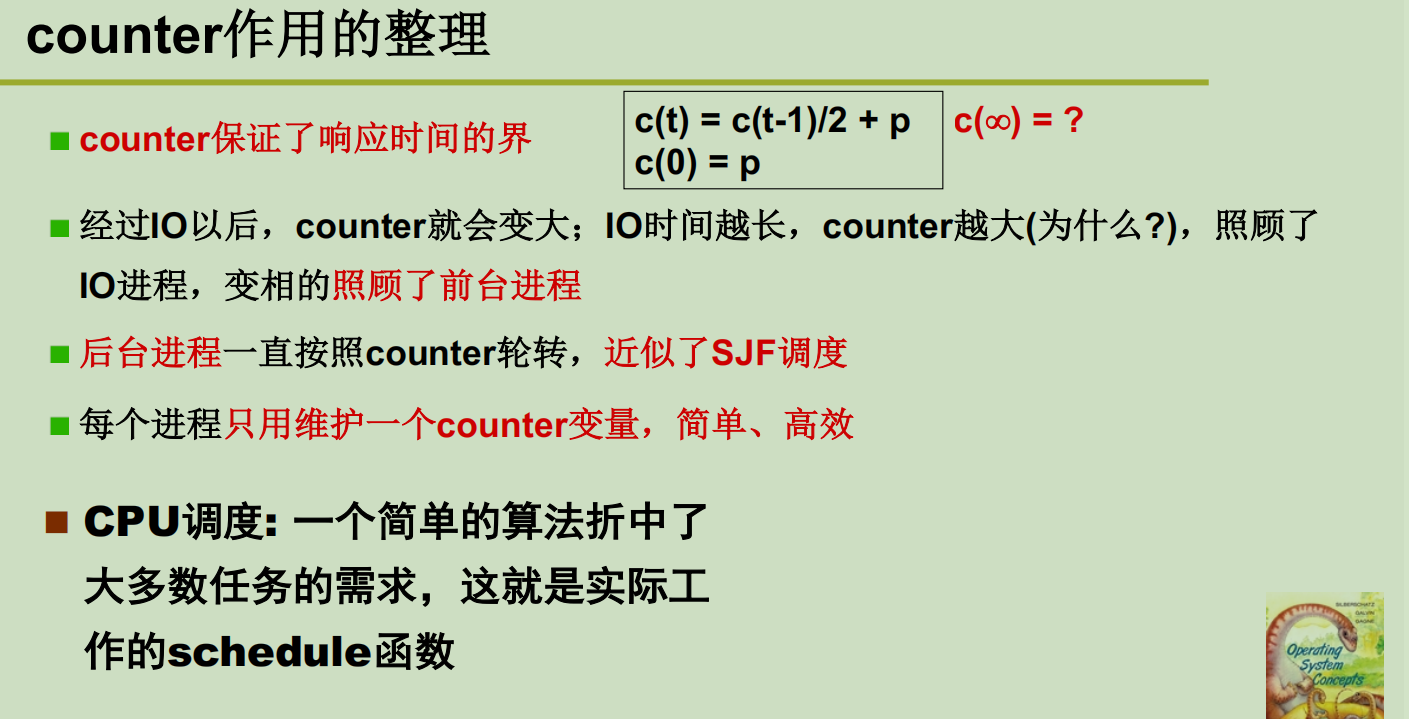 counter作用的整理
counter保证了响应时间的界
c(t) = c(t-1)/2 + p
c(0) = p
c(∞) = ?
经过IO以后，counter就会变大；IO时间越长，counter越大(为什么?)，照顾了
IO进程，变相的照顾了前台进程
后台进程一直按照counter轮转，近似了SJF调度
每个进程只用维护一个counter变量，简单、高效
CPU调度: 一个简单的算法折中了
大多数任务的需求，这就是实际工
作的schedule函数
SILBERSCHATZ
GALVIN
GAGNE
Operating
System
Concepts